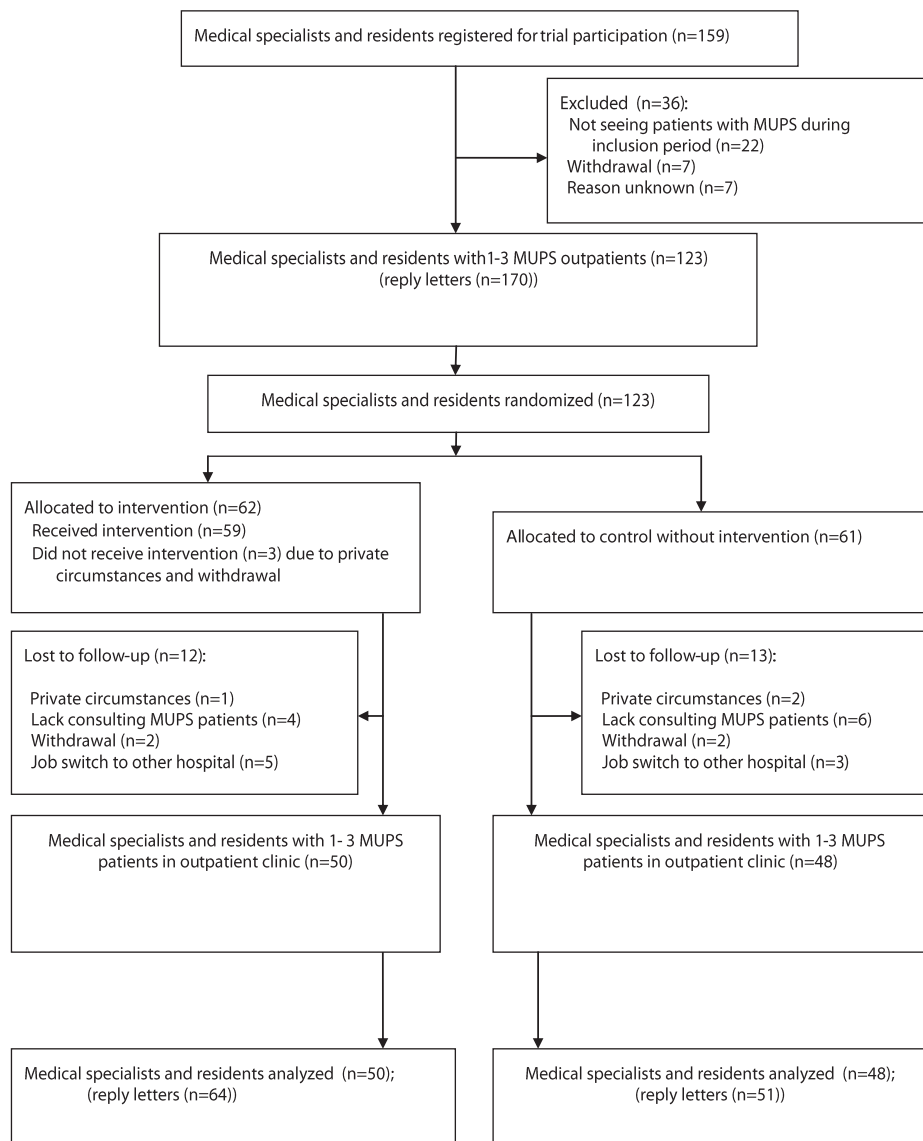 Medical specialists and residents registered for trial participation (n=159)
Excluded (n=36):
Not seeing patients with MUPS during
inclusion period (n=22)
Withdrawal (n=7)
Reason unknown (n=7)
Medical specialists and residents with1-3 MUPS outpatients (n=123)
(reply letters (n=170))
Medical specialists and residents randomized (n=123)
Allocated to intervention (n=62)
Received intervention (n=59)
Did not receive intervention (n=3) due to private
circumstances and withdrawal
Allocated to control without intervention (n=61)
Lost to follow-up (n=12):
Private circumstances (n=1)
Lack consulting MUPS patients (n=4)
Withdrawal (n=2)
Job switch to other hospital (n=5)
Lost to follow-up (n=13):
Private circumstances (n=2)
Lack consulting MUPS patients (n=6)
Withdrawal (n=2)
Job switch to other hospital (n=3)
Medical specialists and residents with 1- 3 MUPS
patients in outpatient clinic (n=50)
Medical specialists and residents with 1-3 MUPS
patients in outpatient clinic (n=48)
Medical specialists and residents analyzed (n=50);
(reply letters (n=64))
Medical specialists and residents analyzed (n=48);
(reply letters (n=51))